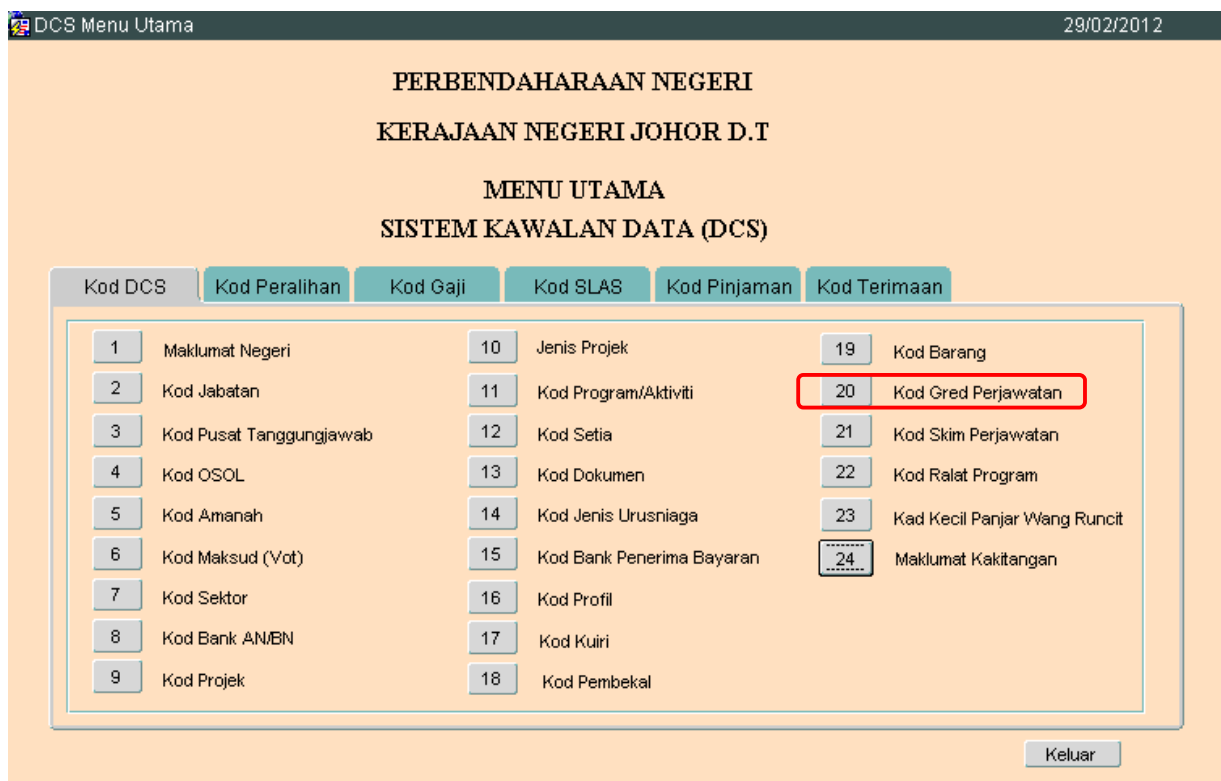 DCS Menu Utama 29/02/2012
PERBENDAHARAAN NEGERI
KERAJAAN NEGERI JOHOR D.T
MENU UTAMA
SISTEM KAWALAN DATA (DCS)
Kod DCS Kod Peralihan Kod Gaji Kod SLAS Kod Pinjaman Kod Terimaan
1 Maklumat Negeri
2 Kod Jabatan
3 Kod Pusat Tanggungjawab
4 Kod OSOL
5 Kod Amanah
6 Kod Maksud (Vot)
7 Kod Sektor
8 Kod Bank AN/BN
9 Kod Projek
10 Jenis Projek
11 Kod Program/Aktiviti
12 Kod Setia
13 Kod Dokumen
14 Kod Jenis Urusniaga
15 Kod Bank Penerima Bayaran
16 Kod Profil
17 Kod Kuiri
18 Kod Pembekal
19 Kod Barang
20 Kod Gred Perjawatan
21 Kod Skim Perjawatan
22 Kod Ralat Program
23 Kad Kecil Panjar Wang Runcit
24 Maklumat Kakitangan
Keluar